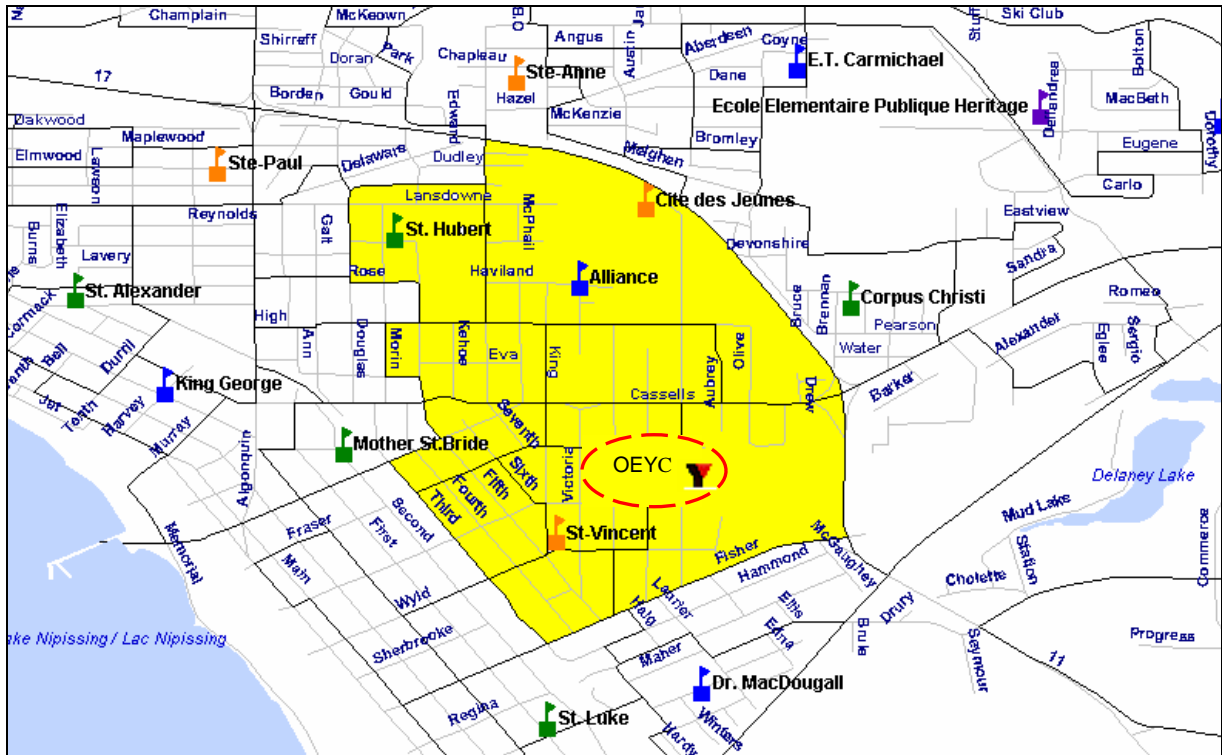 Champlain
McKeown
B.O
Ja
Ski Club
Stuff
Shirreff
Doran
Park
Chapleau
Angus
Austin
Aberdeen
Coyne
E.T. Carmichael
Bolton
17
Ste-Anne
Dane
Borden
Gould
Hazel
Edward
McKenzie
Ecole Elementaire Publique Heritage
Demandrea
MacBeth
Oakwood
Maplewood
Bromley
Dorothy
Elmwood
Lawson
Ste-Paul
Delaware
Dudley
Meighen
Eugene
Carlo
Lansdowne
McPhail
Cite des Jeunes
Reynolds
Galt
St. Hubert
Eastview
Burns
Elizabeth
Lavery
Devonshire
Sandra
Rose
Haviland
Alliance
St. Alexander
Bruce
Brennan
Corpus Christi
Romeo
Cormack
High
Ann
Douglas
Morin
Kehoe
Eva
King
Pearson
Water
Alexander
Eglee
Sergio
Bell
Durril
Aubrey
Olive
King George
Cassells
Drew
Barker
Jet
Tenth
Harvey
Murray
Seventh
Mother St.Bride
Algonquin
Sixth
Fifth
Fourth
Third
Victoria
OEYC
Delaney Lake
Second
First
Fraser
St-Vincent
Mud Lake
Memorial
Main
Fisher
Hammond
McGaughey
Station
Commerce
Wyld
Laurier
Haig
Ellis
Edna
Cholette
Drury
Lake Nipissing / Lac Nipissing
Sherbrooke
Brule
Seymour
Progress
Maher
11
Dr. MacDougall
Regina
St. Luke
Winters
Hardy